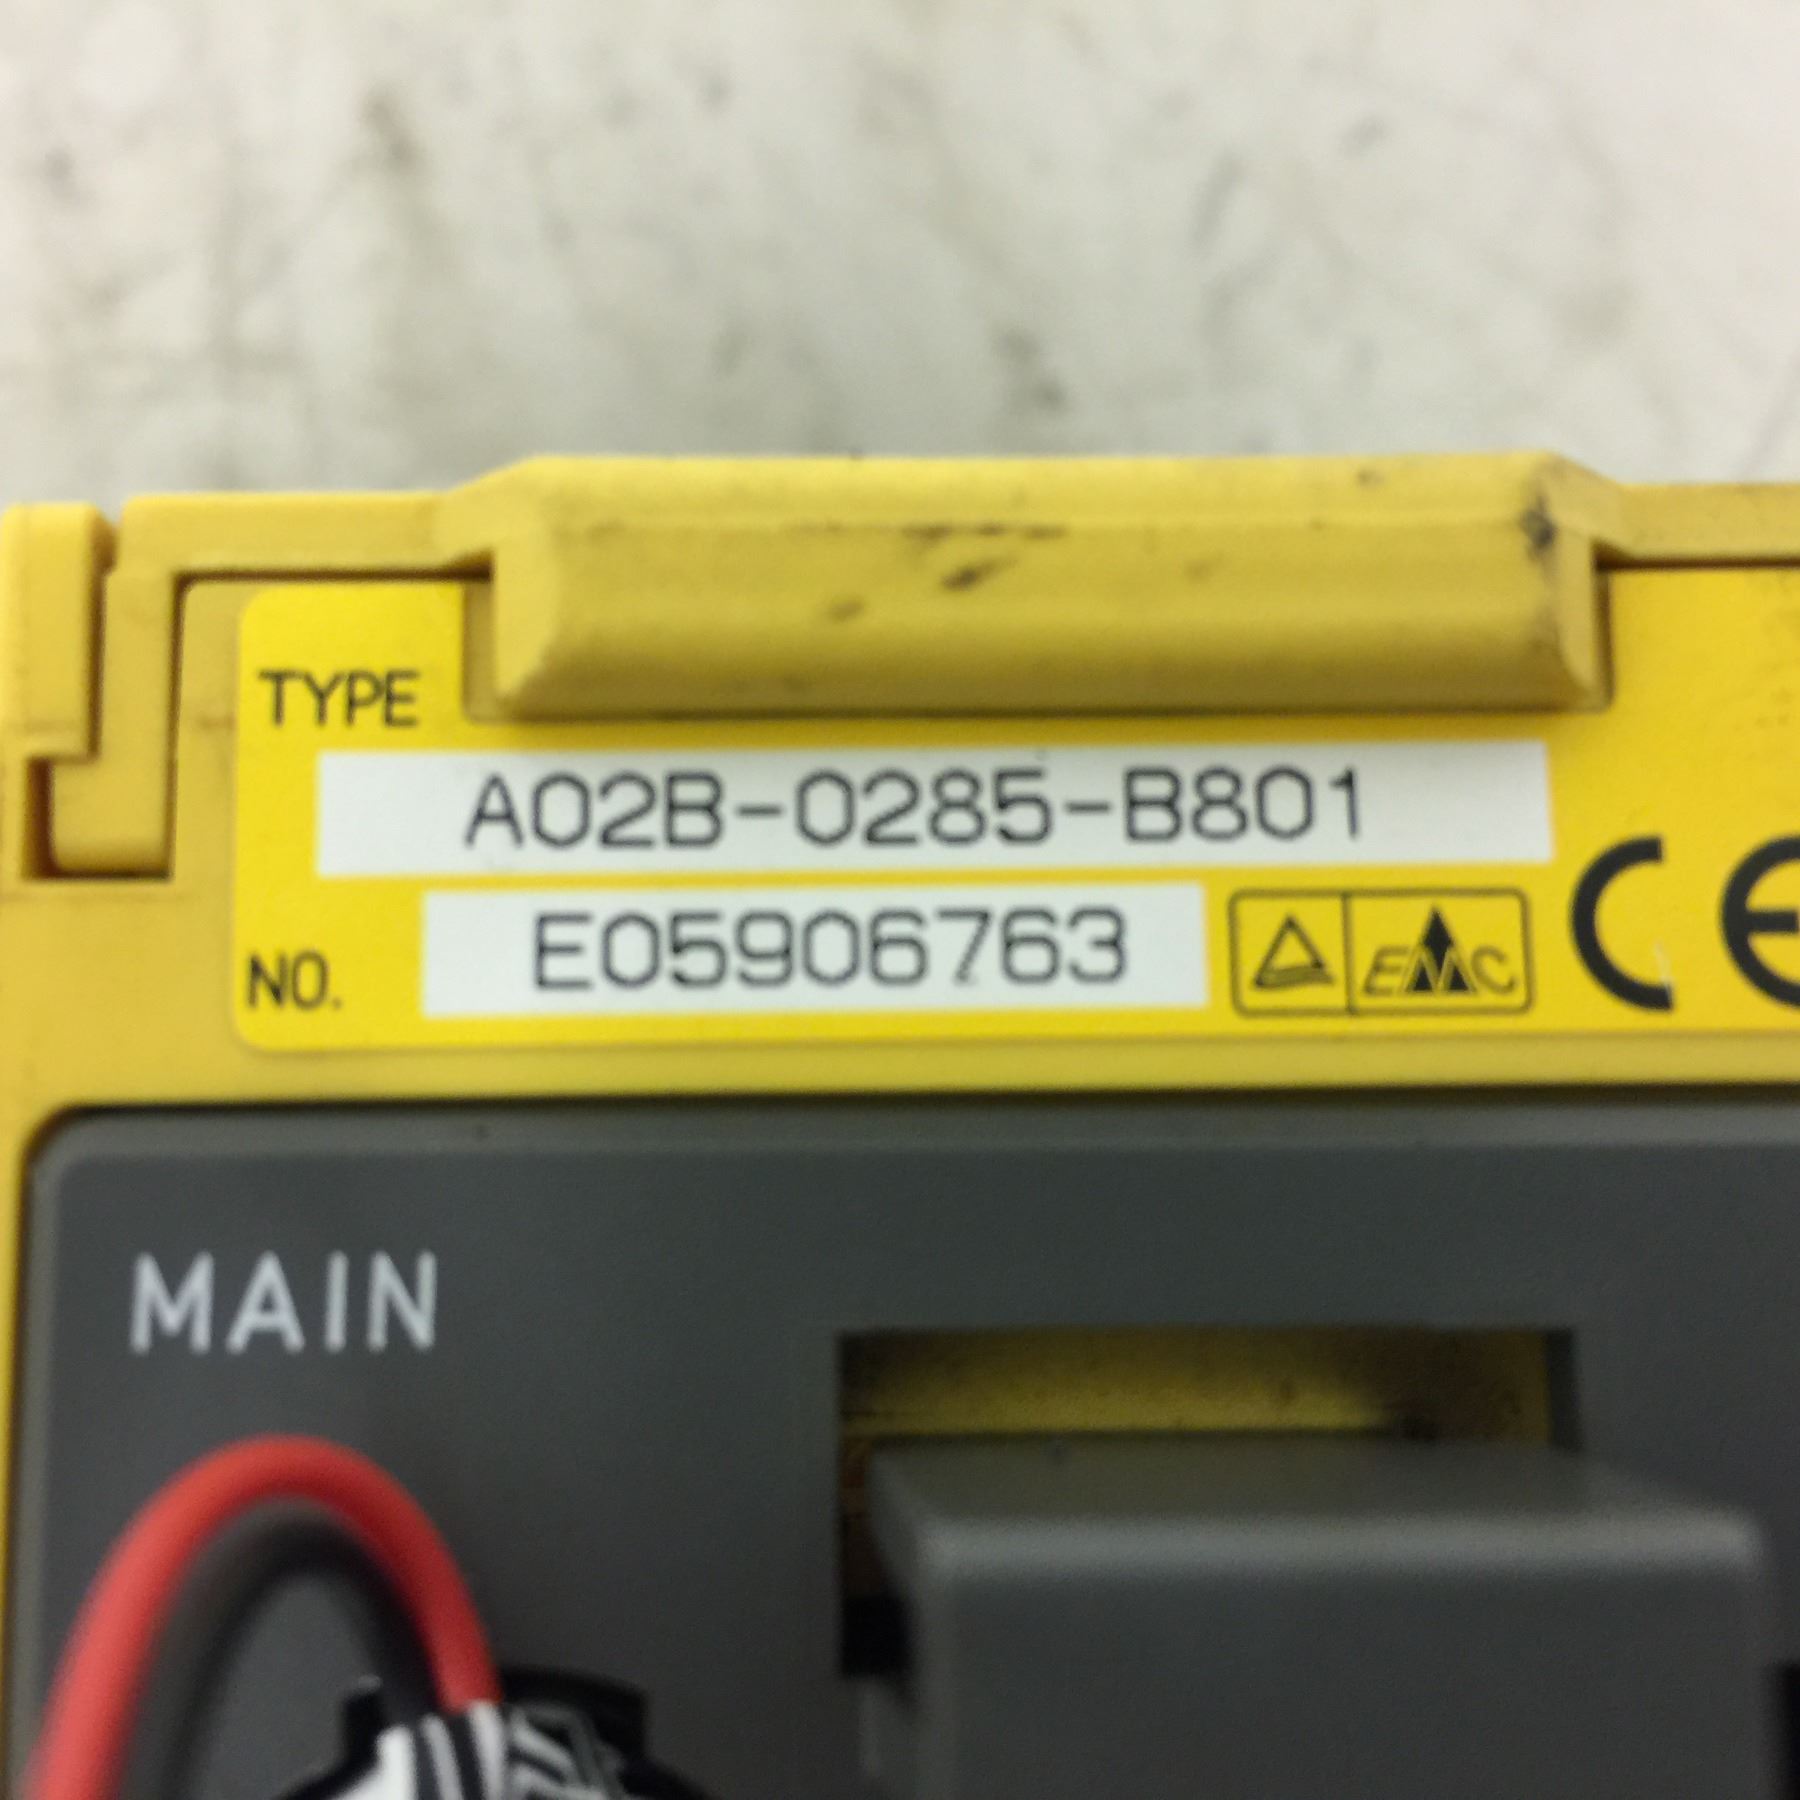 TYPE
A02B-0285-B801
NO. E05906763
EMC
CE
MAIN